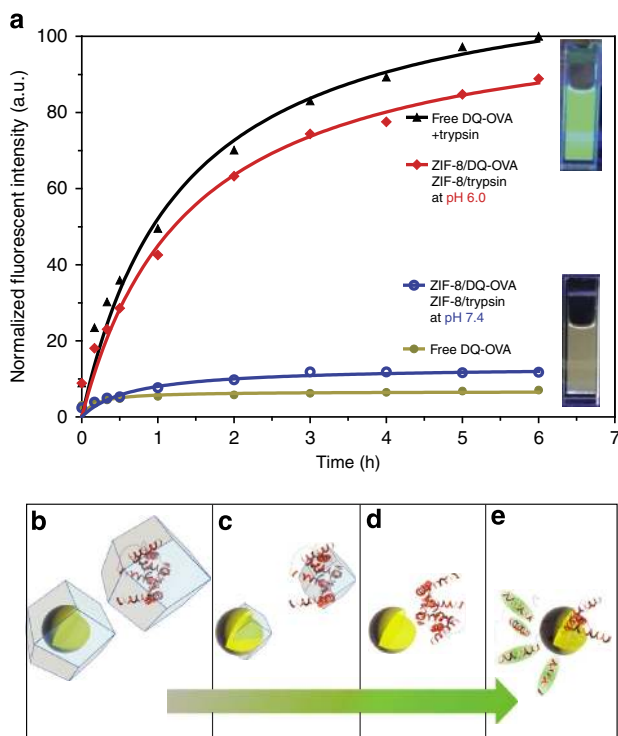 a
Normalized fluorescent intensity (a.u.)
100
80
60
40
20
0
0 1 2 3 4 5 6 7
Time (h)
Free DQ-OVA
+trypsin
ZIF-8/DQ-OVA
ZIF-8/trypsin
at pH 6.0
ZIF-8/DQ-OVA
ZIF-8/trypsin
at pH 7.4
Free DQ-OVA
b c d e